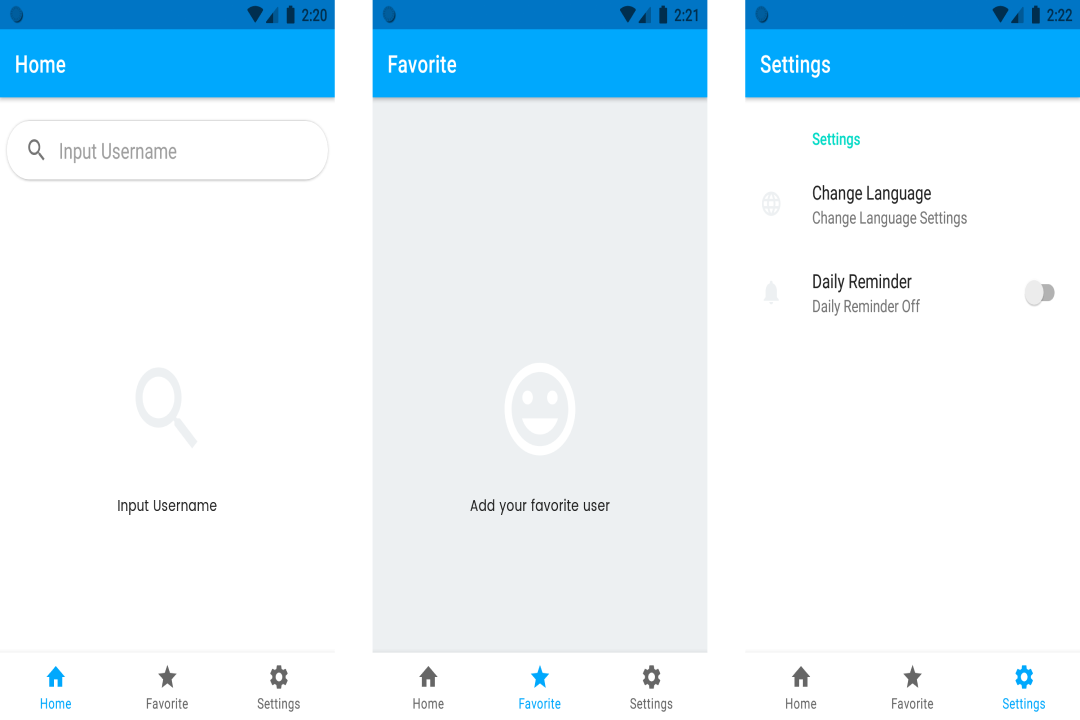 2:20
Home
Input Username
Input Username
Home Favorite Settings
2:21
Favorite
Add your favorite user
Home Favorite Settings
2:22
Settings
Settings
Change Language
Change Language Settings
Daily Reminder
Daily Reminder Off
Home Favorite Settings